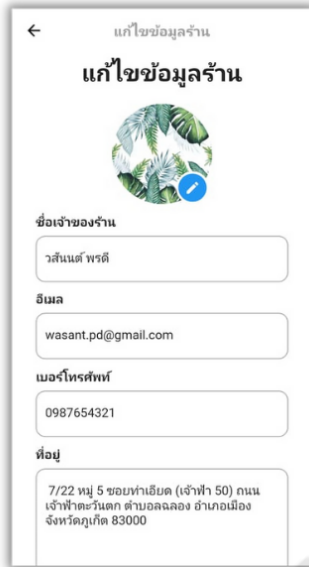 แก้ไขข้อมูลร้าน
แก้ไขข้อมูลร้าน
ชื่อเจ้าของร้าน
วสันนต์ พรดี
อีเมล
wasant.pd@gmail.com
เบอร์โทรศัพท์
0987654321
ที่อยู่
7/22 หมู่ 5 ซอยท่าเอียด (เจ้าฟ้า 50) ถนน
เจ้าฟ้าตะวันตก ตำบลฉลอง อำเภอเมือง
จังหวัดภูเก็ต 83000